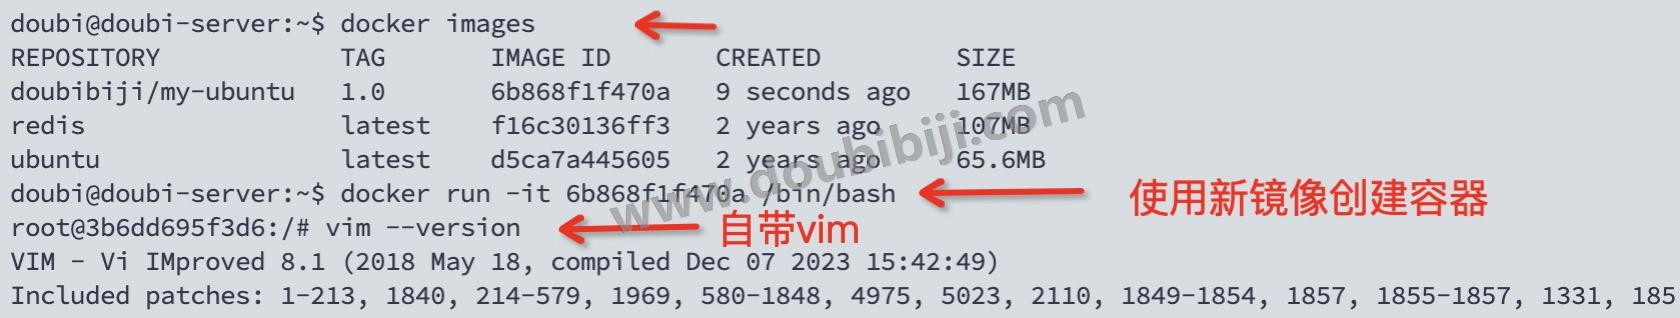 doubi@doubi-server:~$ docker images
REPOSITORY TAG IMAGE ID CREATED SIZE
doubibiji/my-ubuntu 1.0 6b868f1f470a 9 seconds ago 167MB
redis latest f16c30136ff3 2 years ago 107MB
ubuntu latest d5ca7a445605 2 years ago 65.6MB
doubi@doubi-server:~$ docker run -it 6b868f1f470a /bin/bash 使用新镜像创建容器
root@3b6dd695f3d6:/# vim --version 自带vim
VIM - Vi IMproved 8.1 (2018 May 18, compiled Dec 07 2023 15:42:49)
Included patches: 1-213, 1840, 214-579, 1969, 580-1848, 4975, 5023, 2110, 1849-1854, 1857, 1855-1857, 1331, 185
www.doubibiji.com